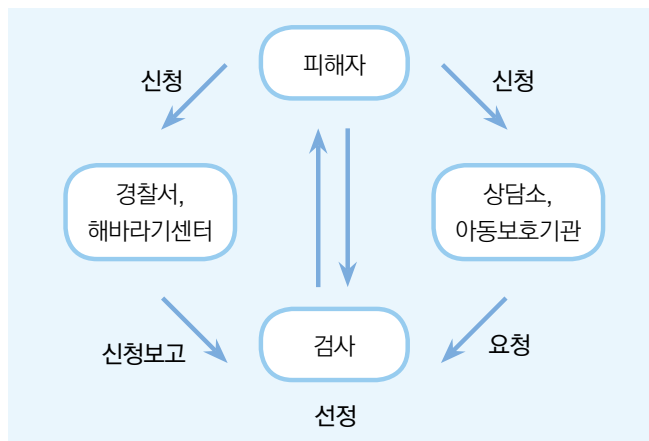 피해자
신청
신청
경찰서,
해바라기센터
상담소,
아동보호기관
신청보고
검사
요청
선정